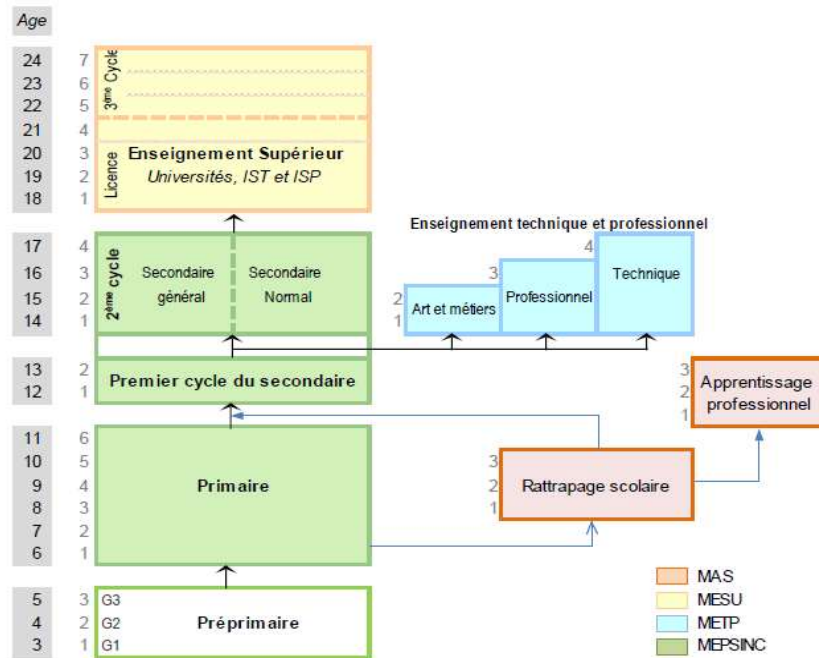 Age
24 7 3ème Cycle
23 6
22 5
21 4
20 3 Licence Enseignement Supérieur
19 2 Universités, IST et ISP
18 1
Enseignement technique et professionnel
17 4 2ème cycle 4
16 3 Secondaire Secondaire 3 Technique
15 2 général Normal 2 Art et métiers Professionnel
14 1 1
13 2 Premier cycle du secondaire 3 Apprentissage
12 1 2 professionnel
1
11 6
10 5 3
9 4 Primaire 2 Rattrapage scolaire
8 3 1
7 2
6 1
MAS
5 3 G3 MESU
4 2 G2 Préprimaire METP
3 1 G1 MEPSINC